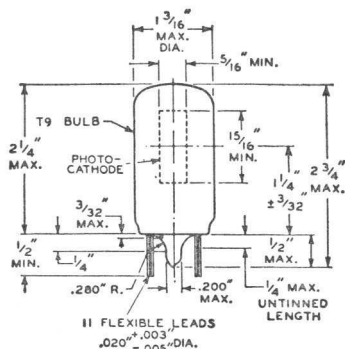 1 3/16"
MAX.
DIA.
5/16" MIN.
T9 BULB
2 1/4"
MAX.
PHOTO-
CATHODE
15/16"
MIN.
2 3/4"
MAX.
1 1/4"
±3/32"
3/32"
MAX.
1/2"
MIN.
1/4"
1/2"
MAX.
.280" R.
.200"
MAX.
1/4" MAX.
UNTINNED
LENGTH
11 FLEXIBLE LEADS
.020" +.003" DIA.
-.005"